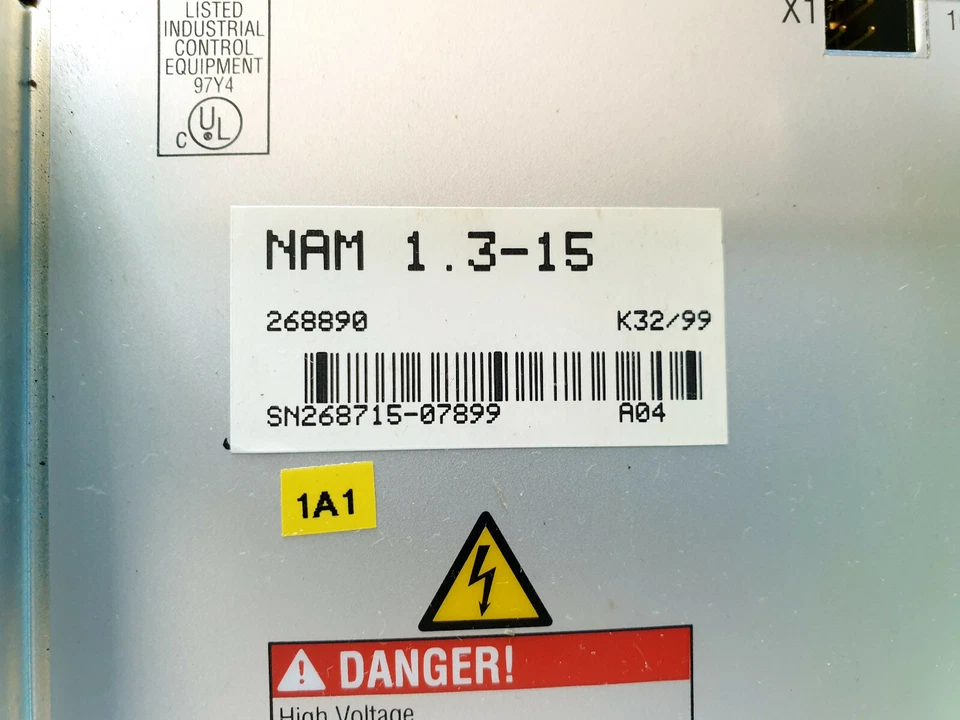 LISTED
INDUSTRIAL
CONTROL
EQUIPMENT
97Y4
C UL
X1
NAM 1.3-15
268890 K32/99
SN268715-07899 A04
1A1
DANGER!
High Voltage